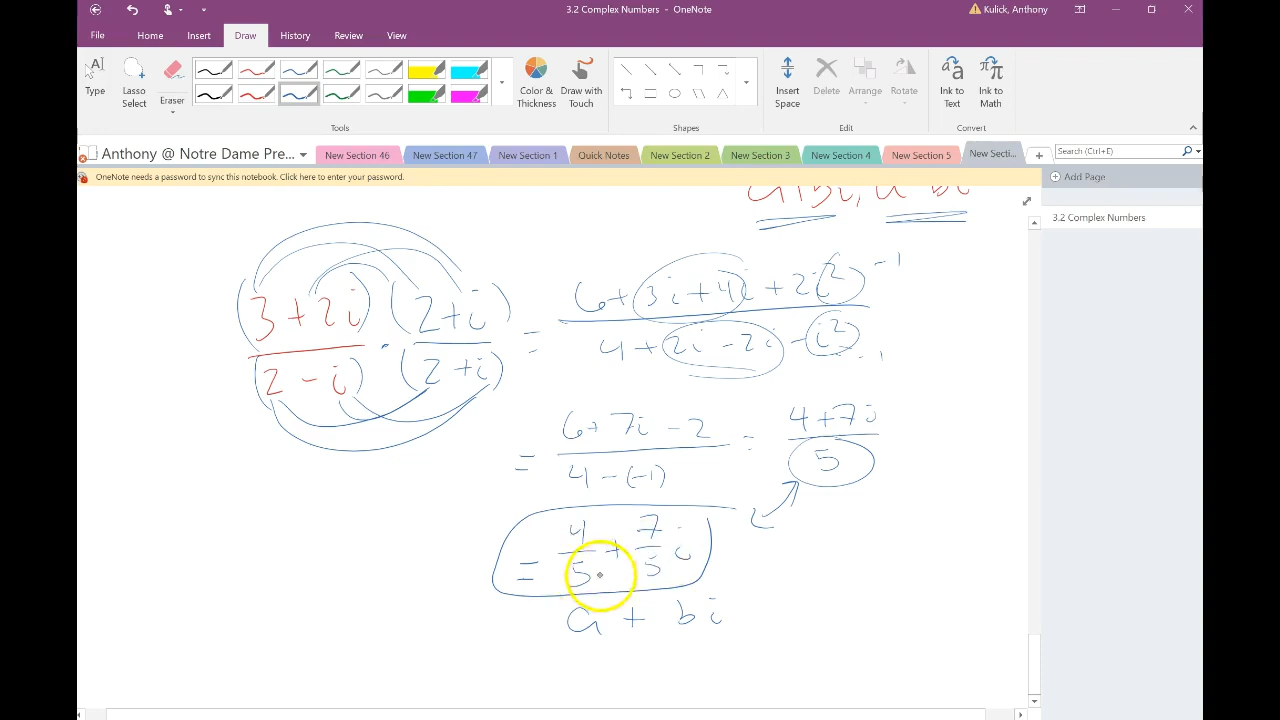 3.2 Complex Numbers - OneNote
Kulick, Anthony
File Home Insert Draw History Review View
Type
Lasso Select
Eraser
Color & Thickness
Draw with Touch
Insert Space
Delete
Arrange
Rotate
Ink to Text
Ink to Math
Tools
Shapes
Edit
Convert
Anthony @ Notre Dame Pre...
New Section 46
New Section 47
New Section 1
Quick Notes
New Section 2
New Section 3
New Section 4
New Section 5
New Secti...
Search (Ctrl+E)
OneNote needs a password to sync this notebook. Click here to enter your password.
Add Page
3.2 Complex Numbers
(3 + 2i)/(2 - i) · (2 + i)/(2 + i) = (6 + 3i + 4i + 2i²)/(4 + 2i - 2i - i²)
-1
-1
= (6 + 7i - 2)/(4 - (-1)) = (4 + 7i)/5
= 4/5 + 7/5 i
a + bi